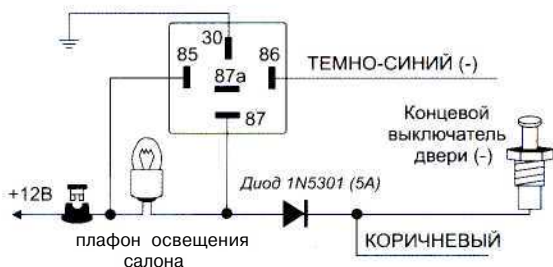 30
85
86
87a
87
ТЕМНО-СИНИЙ (-)
Концевой
выключатель
двери (-)
+12В
Диод 1N5301 (5А)
плафон освещения
салона
КОРИЧНЕВЫЙ